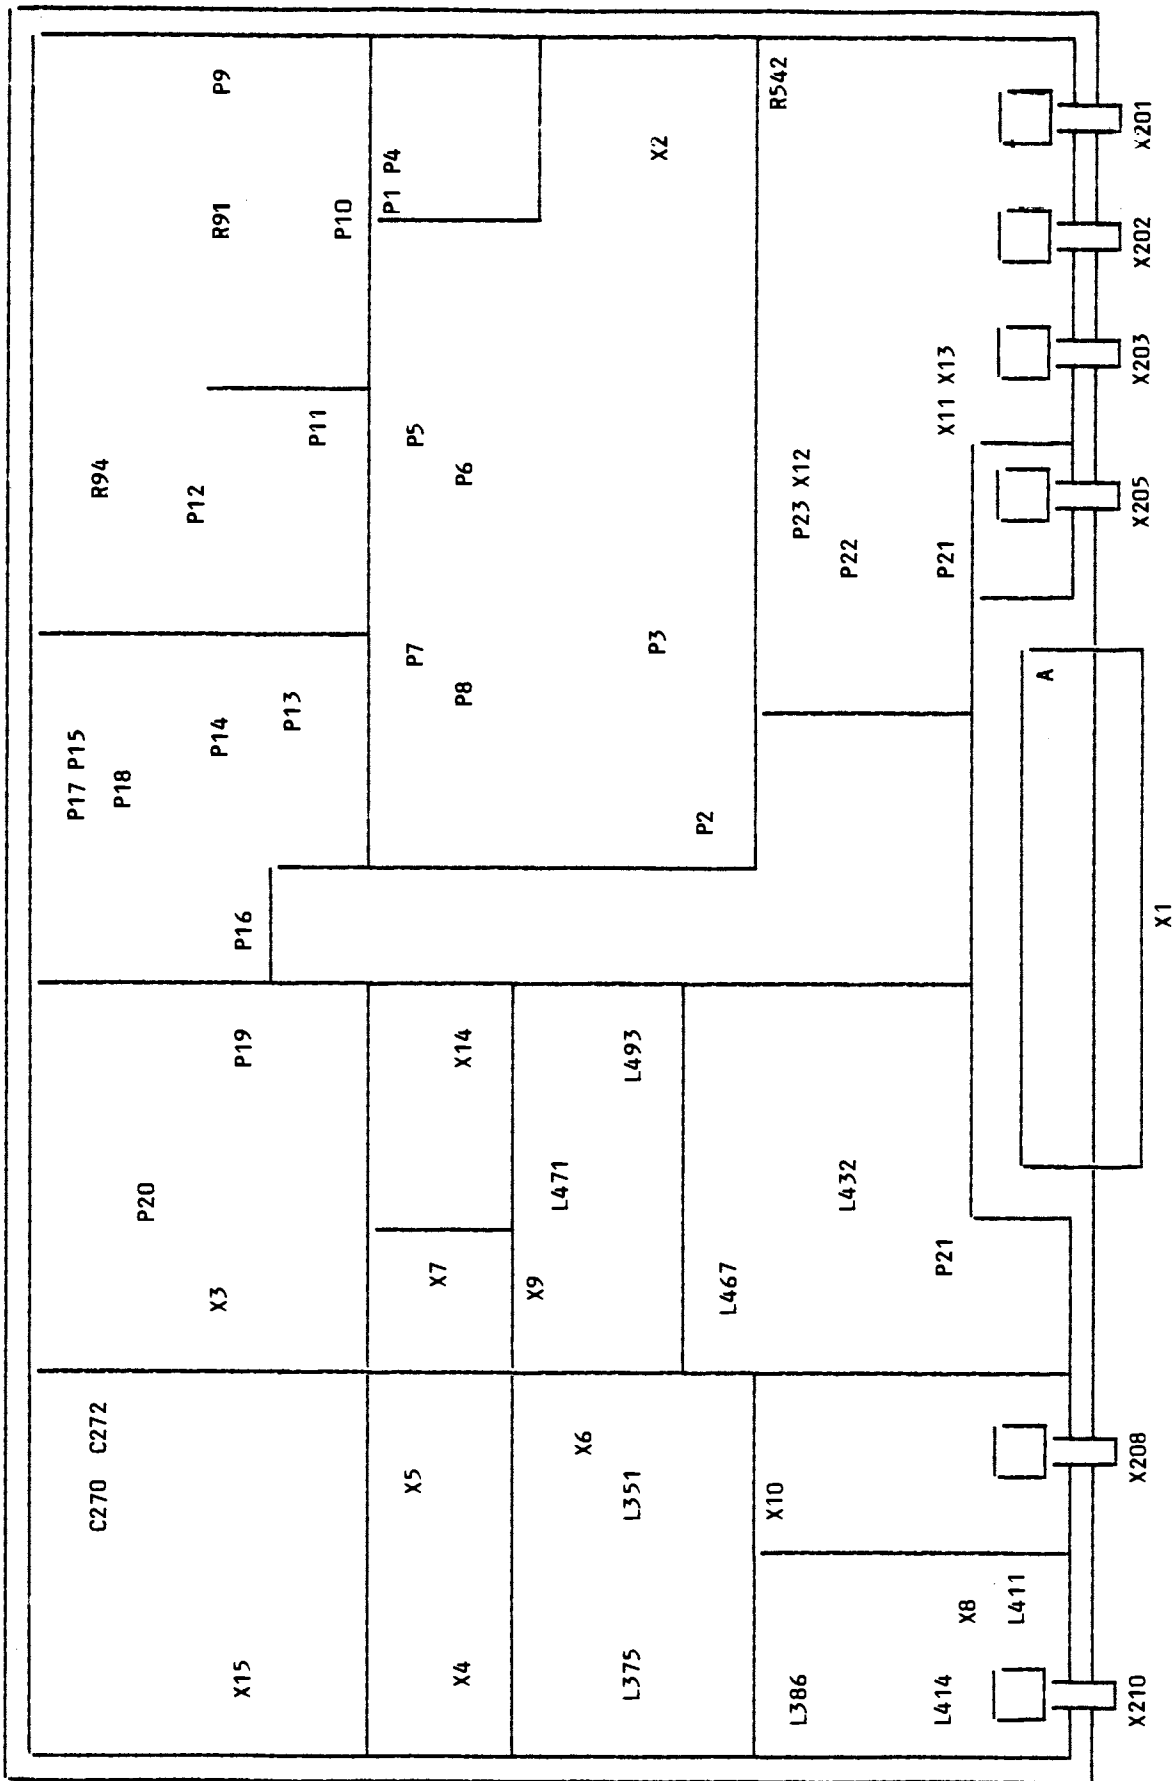 P17 P15
C270 C272 R94
P18
P20
P12
X3 P14 R91 P9
X15 P19 P16
P13
P11
P10
P1 P4
X5 P7 P5
X7
X4 X14 P8 P6
X9
L471
X6
L375 L351 L493
P3 X2
P2
L467
X10 R542
L386 P23 X12
L432 P22
L414 P21 P21 X11 X13
X8
L411
A
X210 X208 X205 X203 X202 X201
X1